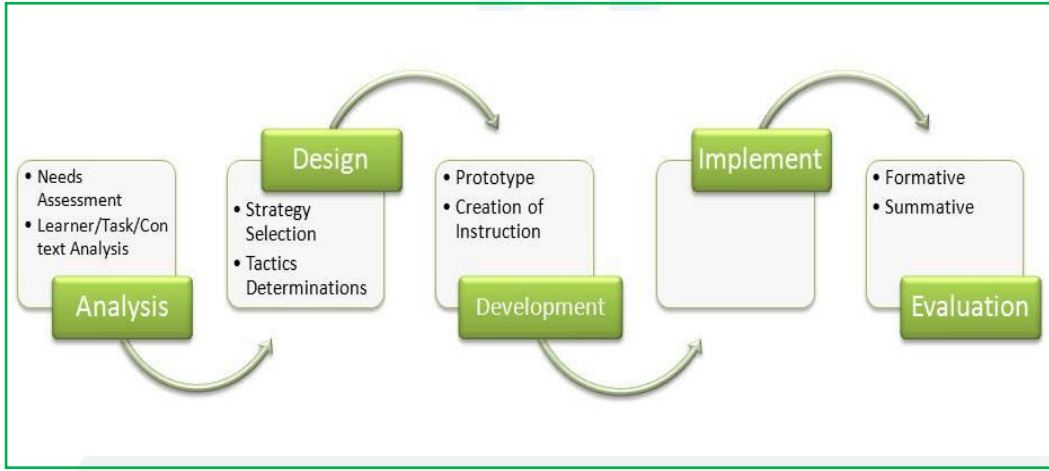 • Needs
Assessment
• Learner/Task/Con
text Analysis
Analysis
Design
• Strategy
Selection
• Tactics
Determinations
• Prototype
• Creation of
Instruction
Development
Implement
• Formative
• Summative
Evaluation